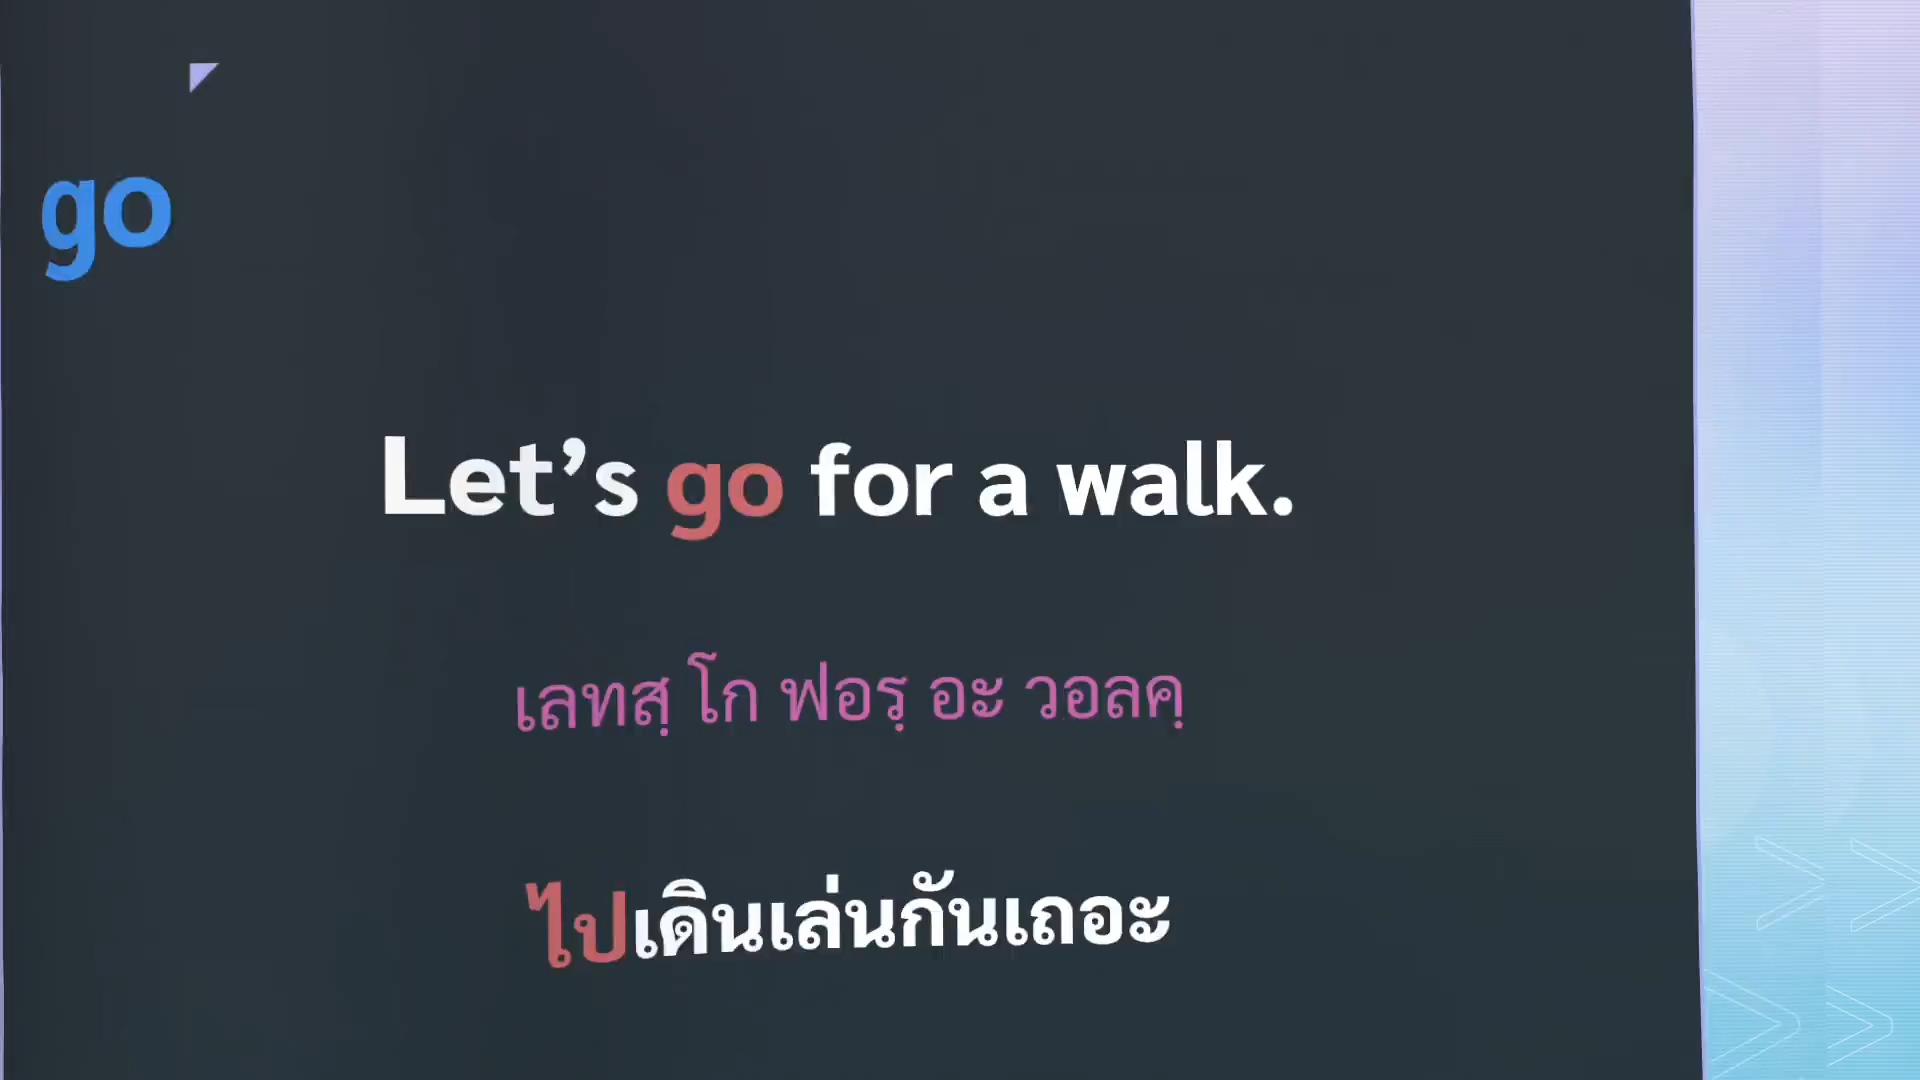 go
Let’s go for a walk.
เลทสฺ โก ฟอรฺ อะ วอลคฺ
ไปเดินเล่นกันเถอะ